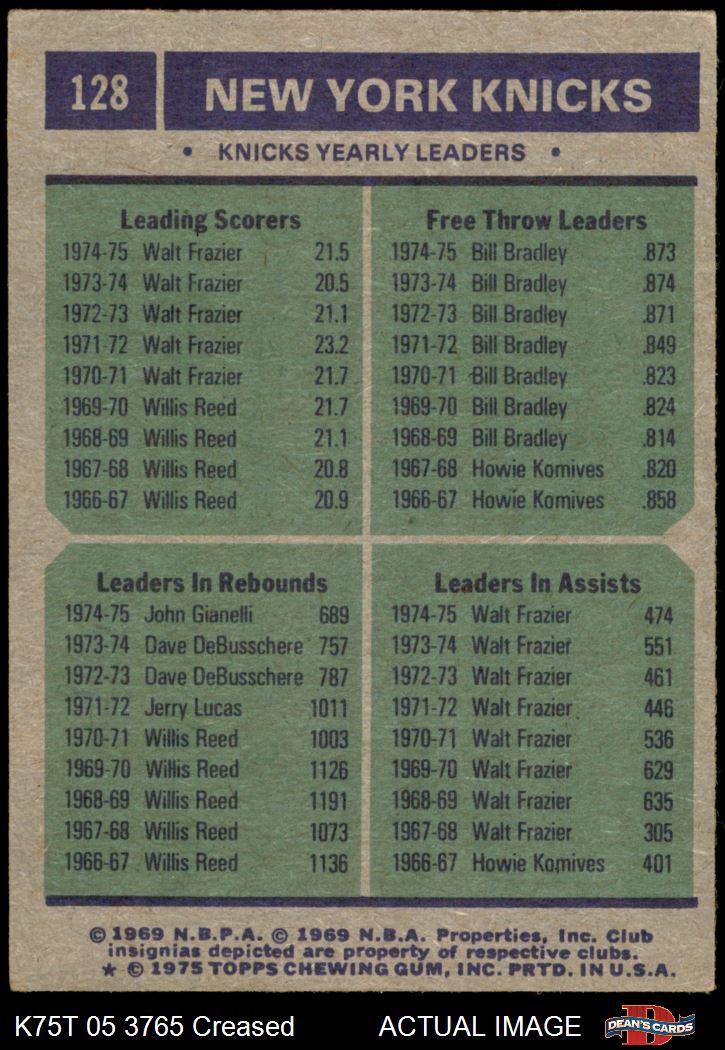 128 NEW YORK KNICKS
• KNICKS YEARLY LEADERS •
Leading Scorers
1974-75 Walt Frazier 21.5
1973-74 Walt Frazier 20.5
1972-73 Walt Frazier 21.1
1971-72 Walt Frazier 23.2
1970-71 Walt Frazier 21.7
1969-70 Willis Reed 21.7
1968-69 Willis Reed 21.1
1967-68 Willis Reed 20.8
1966-67 Willis Reed 20.9
Free Throw Leaders
1974-75 Bill Bradley .873
1973-74 Bill Bradley .874
1972-73 Bill Bradley .871
1971-72 Bill Bradley .849
1970-71 Bill Bradley .823
1969-70 Bill Bradley .824
1968-69 Bill Bradley .814
1967-68 Howie Komives .820
1966-67 Howie Komives .858
Leaders In Rebounds
1974-75 John Gianelli 689
1973-74 Dave DeBusschere 757
1972-73 Dave DeBusschere 787
1971-72 Jerry Lucas 1011
1970-71 Willis Reed 1003
1969-70 Willis Reed 1126
1968-69 Willis Reed 1191
1967-68 Willis Reed 1073
1966-67 Willis Reed 1136
Leaders In Assists
1974-75 Walt Frazier 474
1973-74 Walt Frazier 551
1972-73 Walt Frazier 461
1971-72 Walt Frazier 446
1970-71 Walt Frazier 536
1969-70 Walt Frazier 629
1968-69 Walt Frazier 635
1967-68 Walt Frazier 305
1966-67 Howie Komives 401
© 1969 N.B.P.A. © 1969 N.B.A. Properties, Inc. Club
insignias depicted are property of respective clubs.
★ © 1975 TOPPS CHEWING GUM, INC. PRTD. IN U.S.A.
K75T 05 3765 Creased ACTUAL IMAGE
D
DEAN'S CARDS